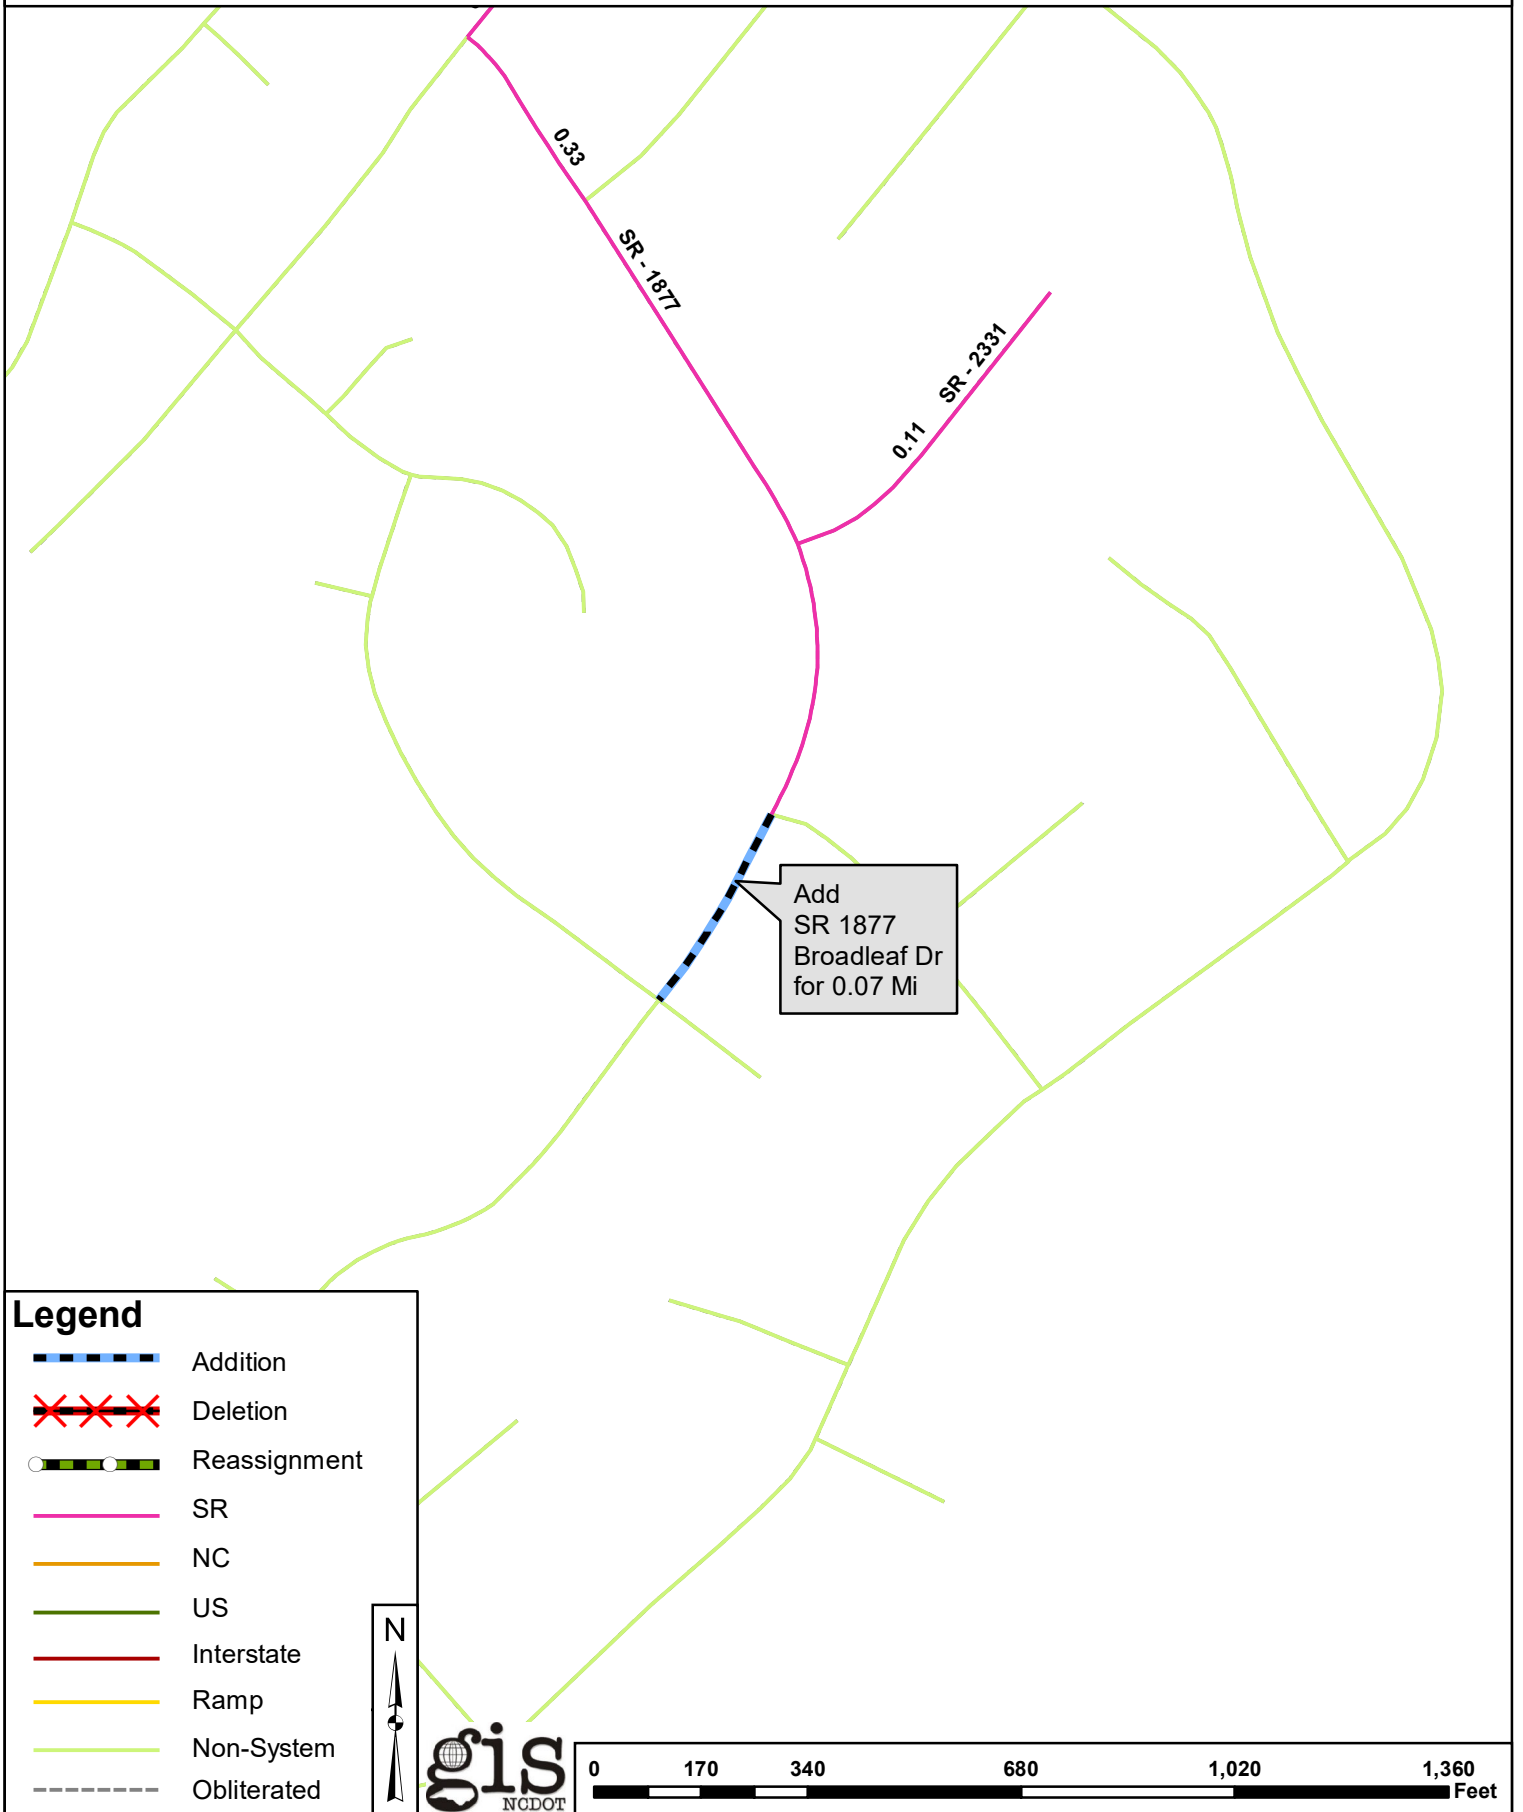 0.33
SR - 1877
SR - 2331
0.11
Add
SR 1877
Broadleaf Dr
for 0.07 Mi
Legend
Addition
Deletion
Reassignment
SR
NC
US
Interstate
Ramp
Non-System
Obliterated
N
gis
NCDOT
0 170 340 680 1,020 1,360
Feet